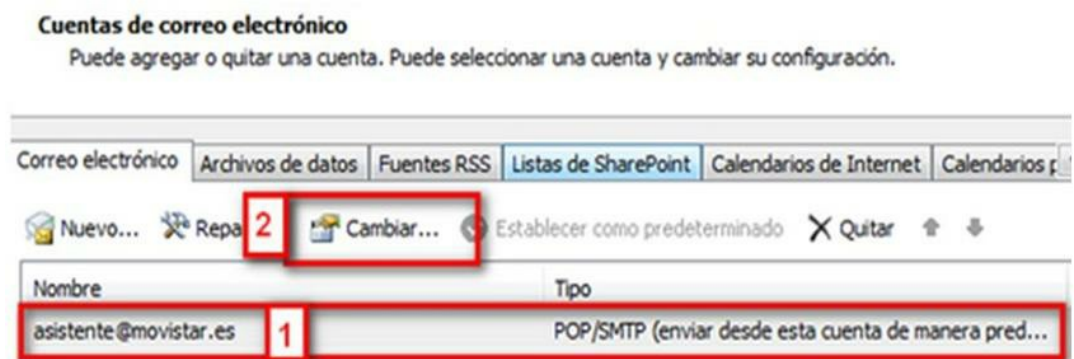 Cuentas de correo electrónico
Puede agregar o quitar una cuenta. Puede seleccionar una cuenta y cambiar su configuración.
Correo electrónico Archivos de datos Fuentes RSS Listas de SharePoint Calendarios de Internet Calendarios
Nuevo... Repa 2 Cambiar... Establecer como predeterminado Quitar
Nombre Tipo
asistente@movistar.es 1 POP/SMTP (enviar desde esta cuenta de manera pred...